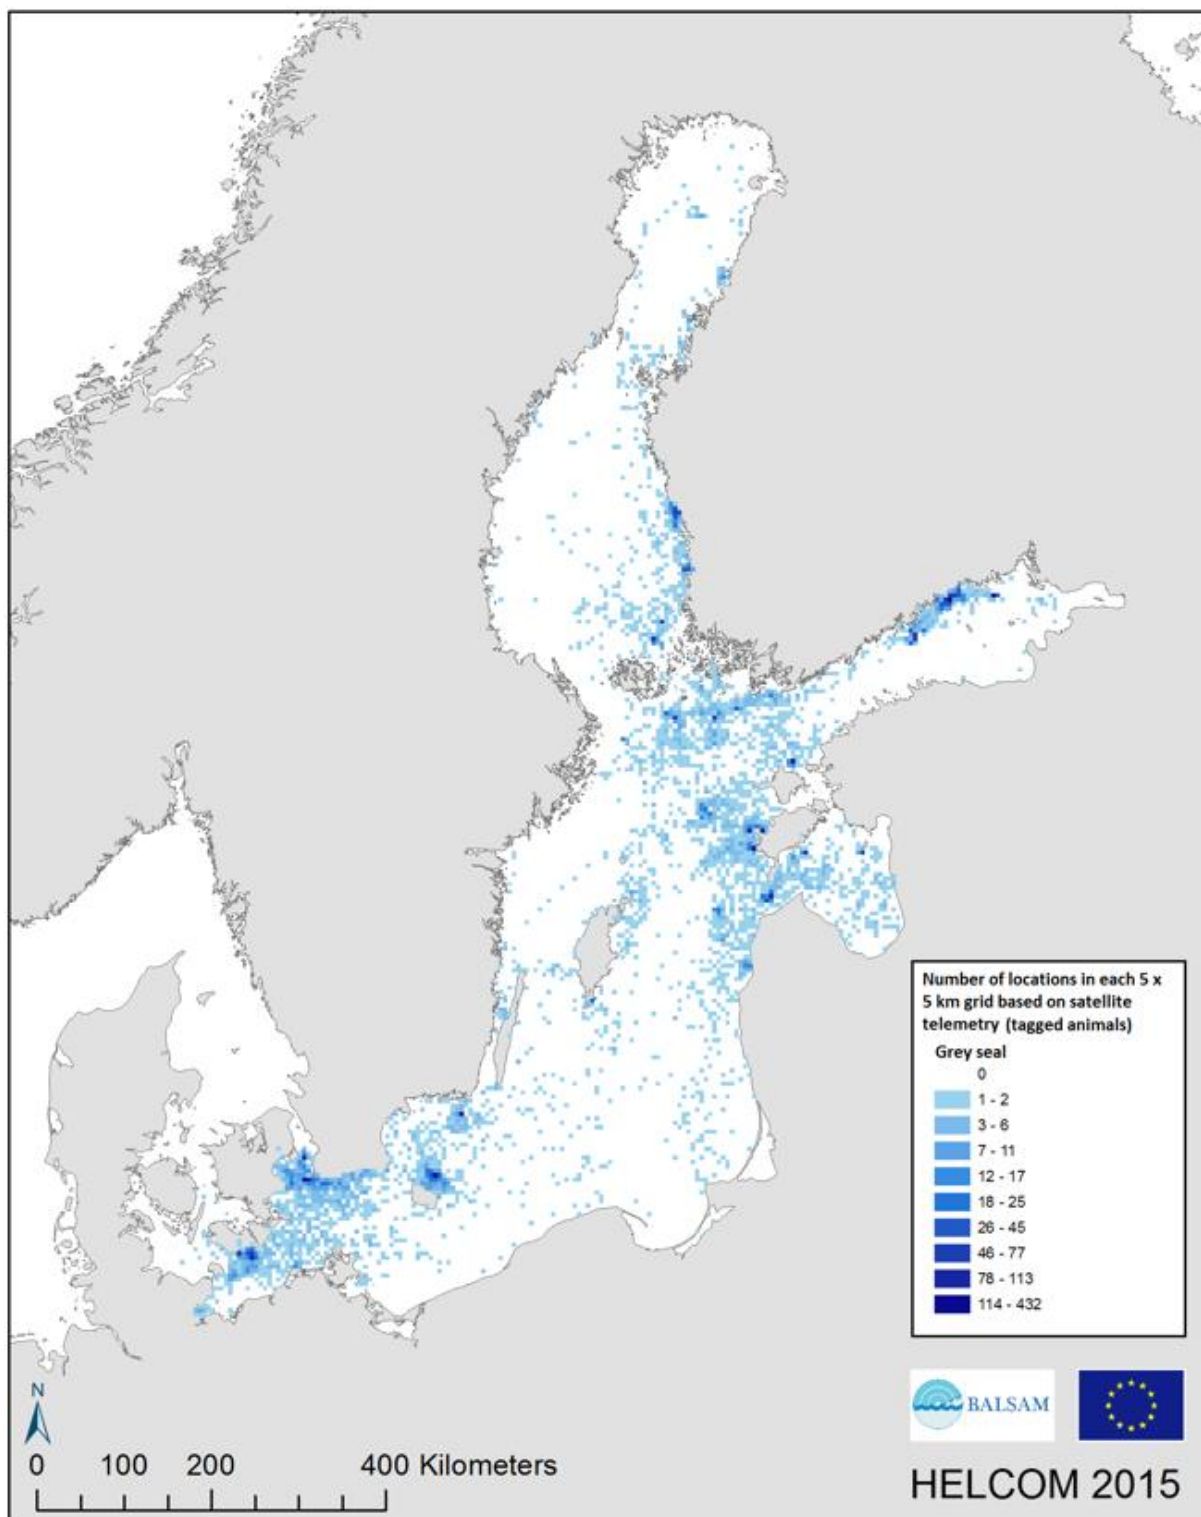 Number of locations in each 5 x
5 km grid based on satellite
telemetry (tagged animals)
Grey seal
0
1 - 2
3 - 6
7 - 11
12 - 17
18 - 25
26 - 45
46 - 77
78 - 113
114 - 432
BALSAM
N
0 100 200 400 Kilometers
HELCOM 2015